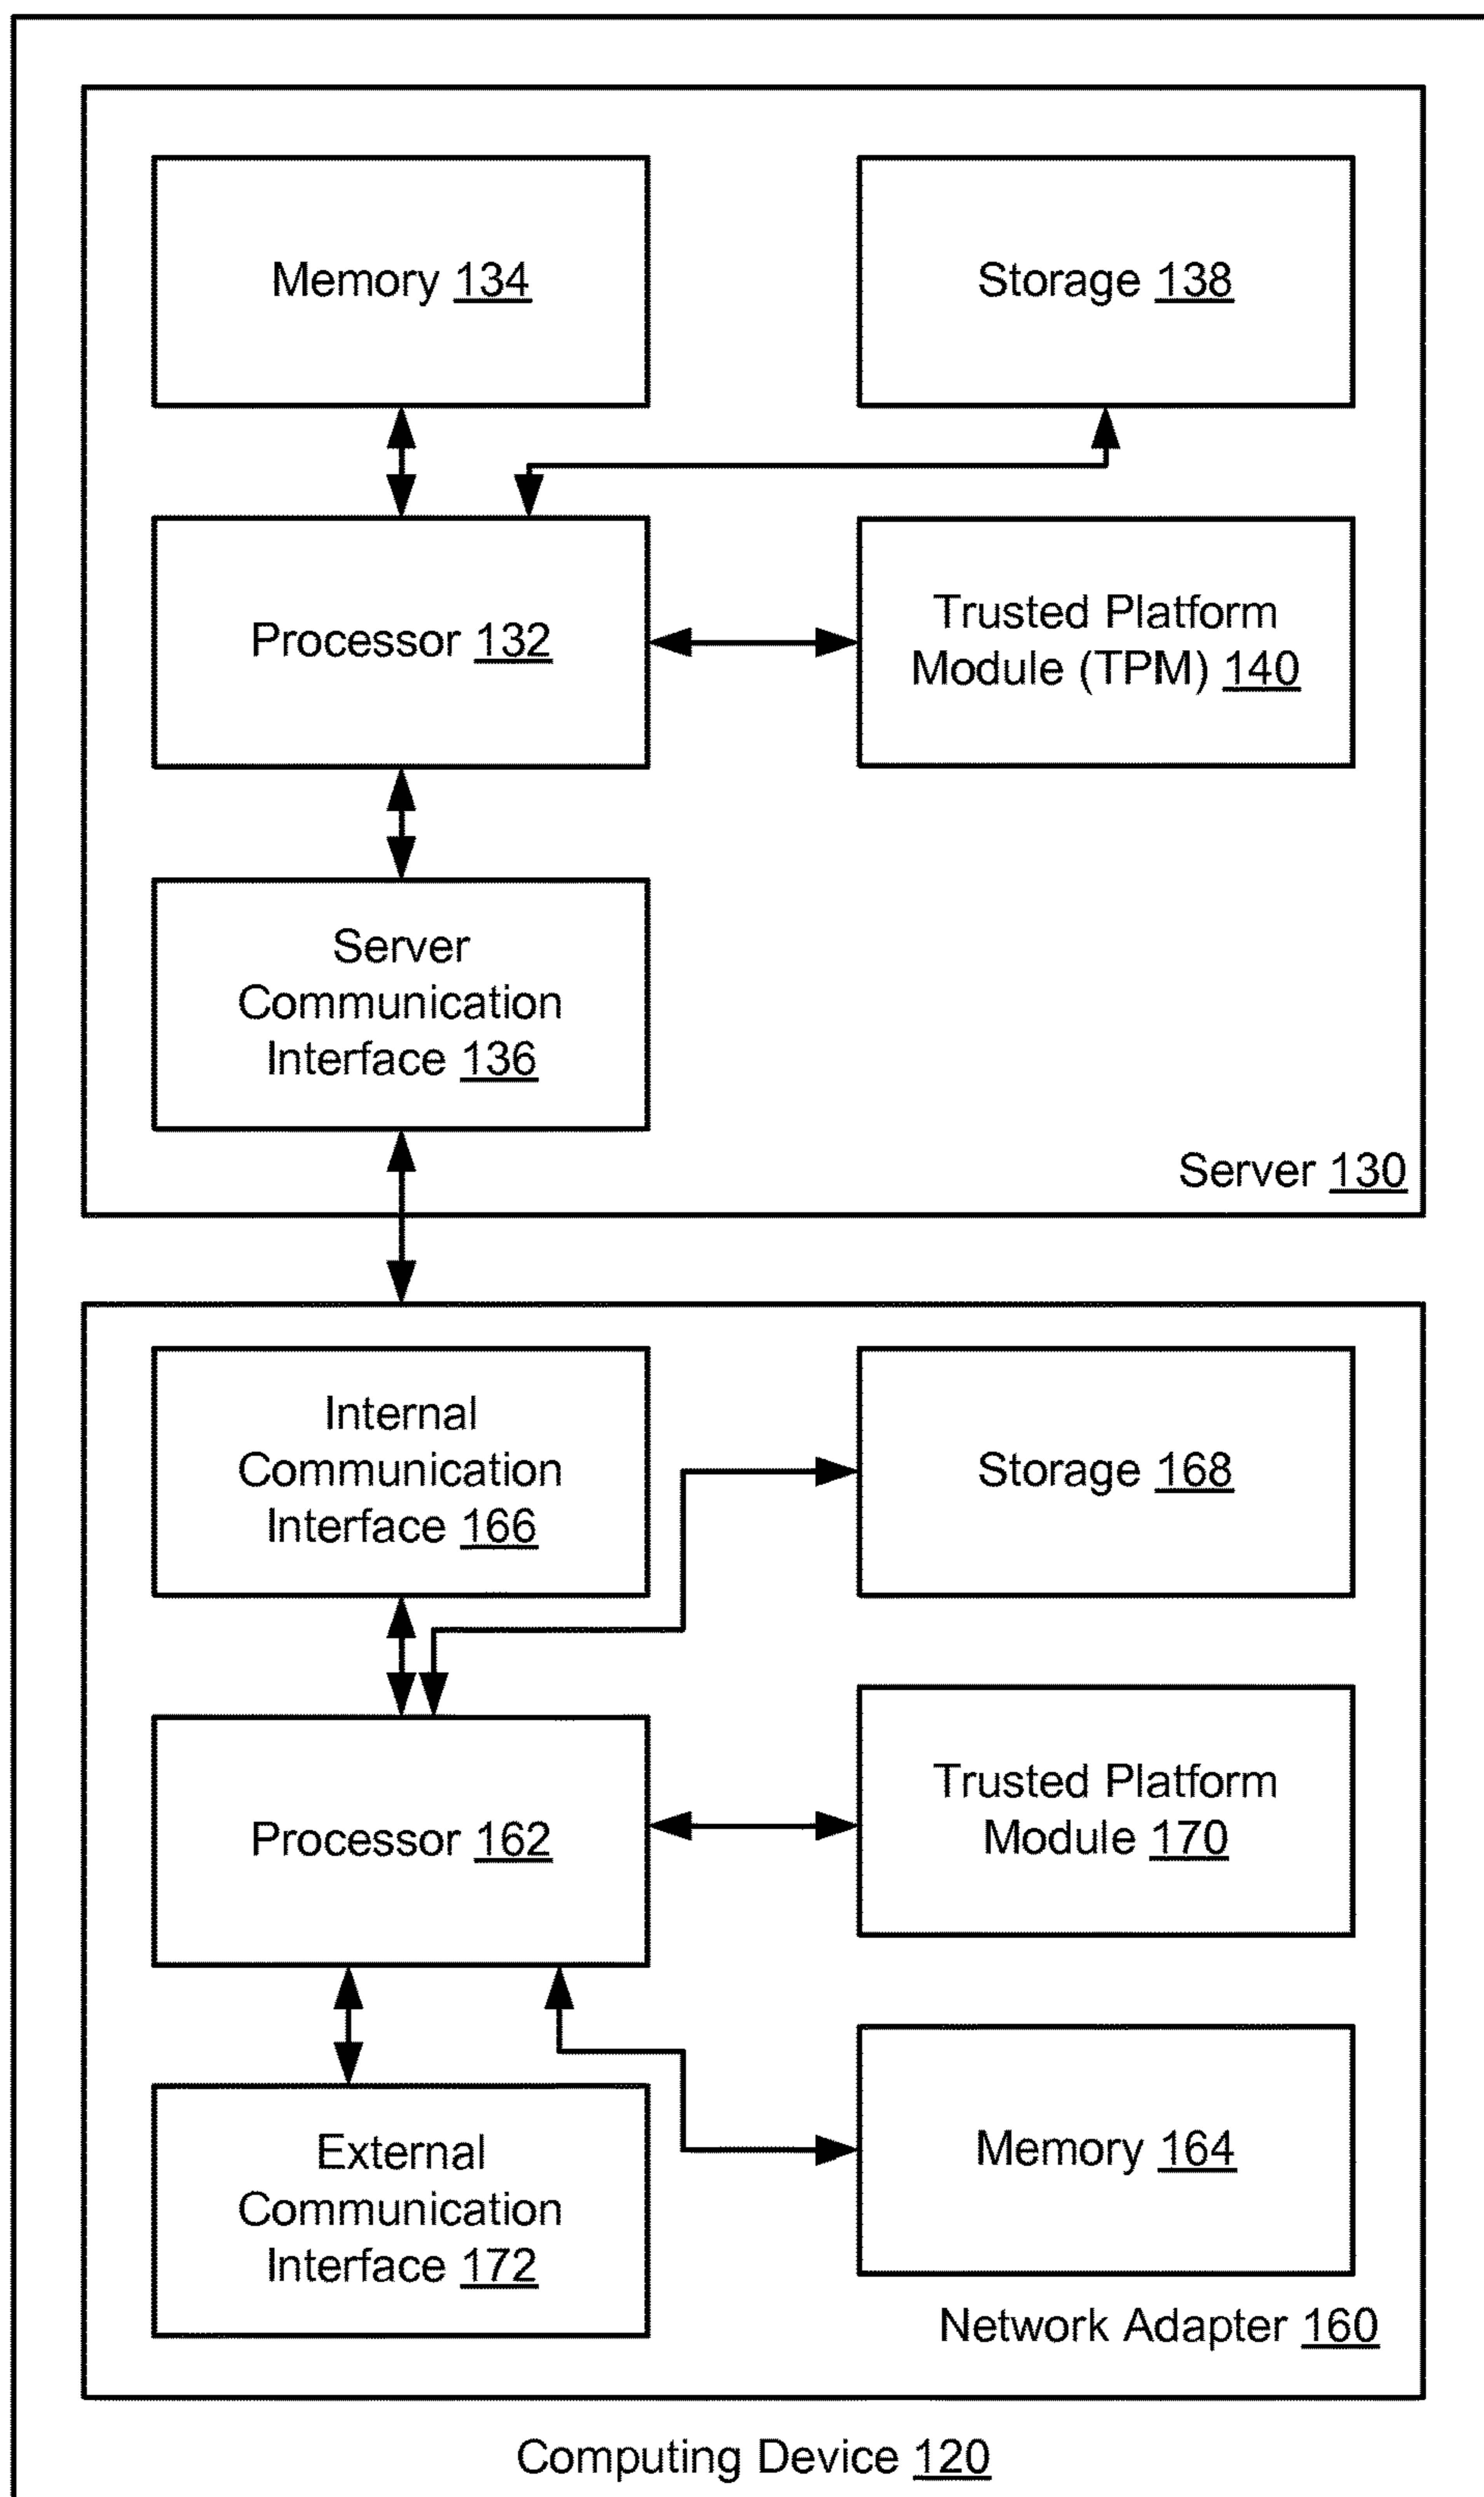 Memory 134
Storage 138
Processor 132
Trusted Platform
Module (TPM) 140
Server
Communication
Interface 136
Server 130
Internal
Communication
Interface 166
Storage 168
Processor 162
Trusted Platform
Module 170
External
Communication
Interface 172
Memory 164
Network Adapter 160
Computing Device 120